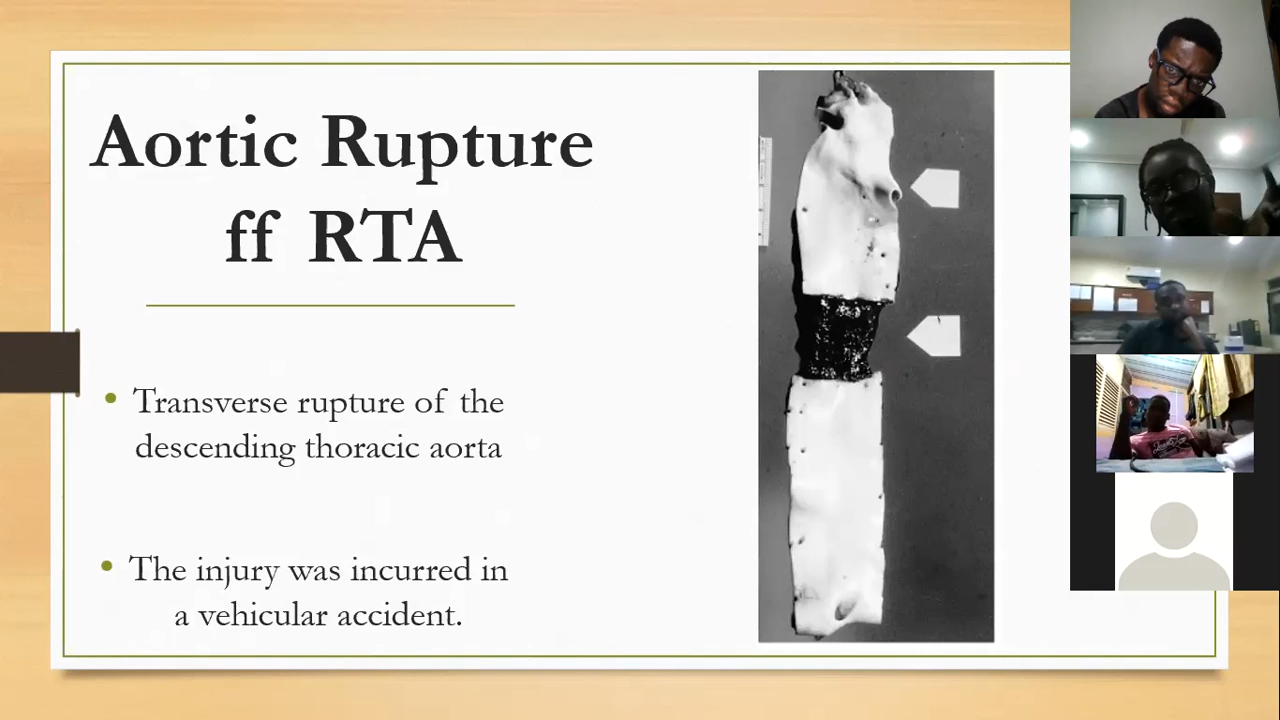 Aortic Rupture
ff RTA
• Transverse rupture of the
descending thoracic aorta
• The injury was incurred in
a vehicular accident.